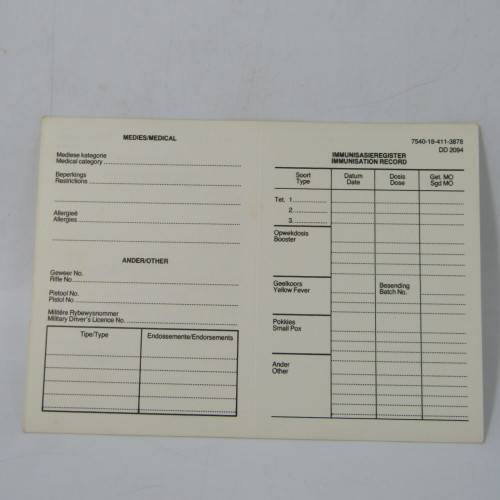 MEDIES/MEDICAL
Mediese kategorie
Medical category
Beperkings
Restrictions
Allergieë
Allergies
ANDER/OTHER
Geweer No.
Rifle No.
Pistool No.
Pistol No.
Militêre Rybewysnommer
Military Driver's Licence No.
Tipe/Type Endossemente/Endorsements
7540-18-411-3878
DD 2094
IMMUNISASIEREGISTER
IMMUNISATION RECORD
Soort Datum Dosis Get. MO
Type Date Dose Sgd MO
Tet. 1
2
3
Opwekdosis
Booster
Geelkoors Besending
Yellow Fever Batch No.
Pokkies
Small Pox
Ander
Other